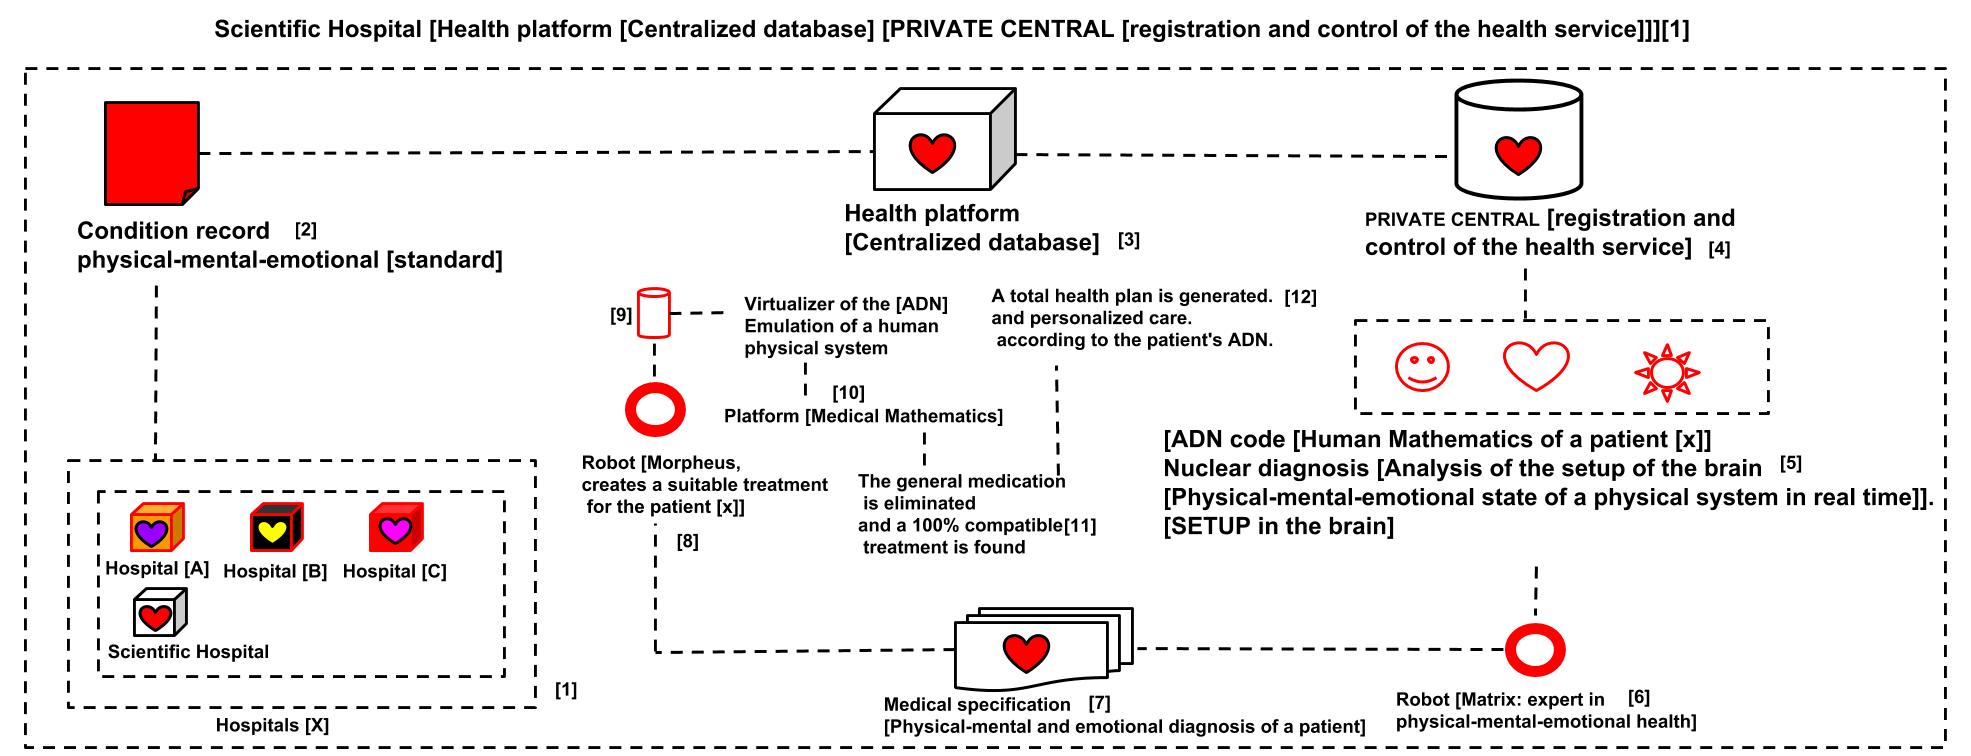 Scientific Hospital [Health platform [Centralized database] [PRIVATE CENTRAL [registration and control of the health service]]][1]
Condition record [2]
physical-mental-emotional [standard]
Health platform
[Centralized database] [3]
PRIVATE CENTRAL [registration and
control of the health service] [4]
[9]
Virtualizer of the [ADN]
Emulation of a human
physical system
A total health plan is generated. [12]
and personalized care.
according to the patient's ADN.
[10]
Platform [Medical Mathematics]
[ADN code [Human Mathematics of a patient [x]]
Nuclear diagnosis [Analysis of the setup of the brain [5]
[Physical-mental-emotional state of a physical system in real time]].
[SETUP in the brain]
Robot [Morpheus,
creates a suitable treatment
for the patient [x]]
[8]
The general medication
is eliminated
and a 100% compatible[11]
treatment is found
Hospital [A] Hospital [B] Hospital [C]
Scientific Hospital
[1]
Hospitals [X]
Medical specification [7]
[Physical-mental and emotional diagnosis of a patient]
Robot [Matrix: expert in [6]
physical-mental-emotional health]